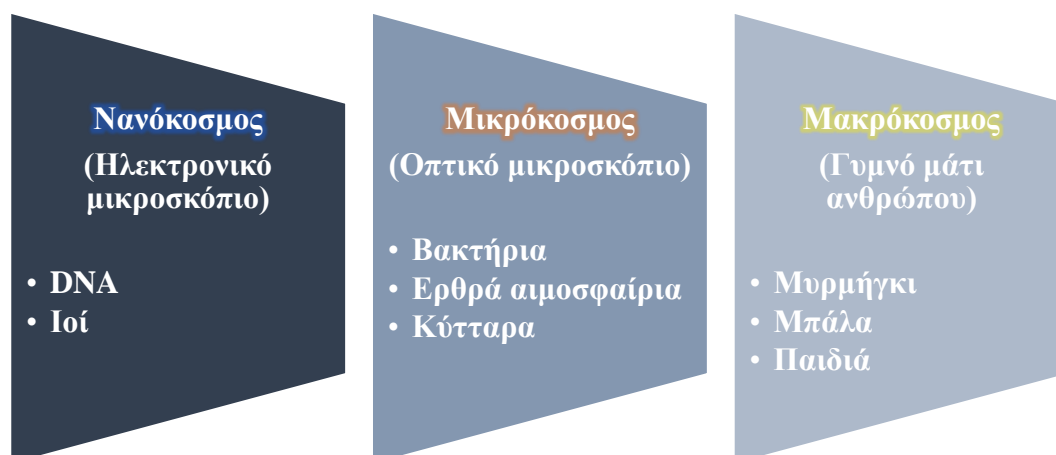 Νανόκοσμος
(Ηλεκτρονικό
μικροσκόπιο)
• DNA
• Ιοί
Μικρόκοσμος
(Οπτικό μικροσκόπιο)
• Βακτήρια
• Ερθρά αιμοσφαίρια
• Κύτταρα
Μακρόκοσμος
(Γυμνό μάτι
ανθρώπου)
• Μυρμήγκι
• Μπάλα
• Παιδιά